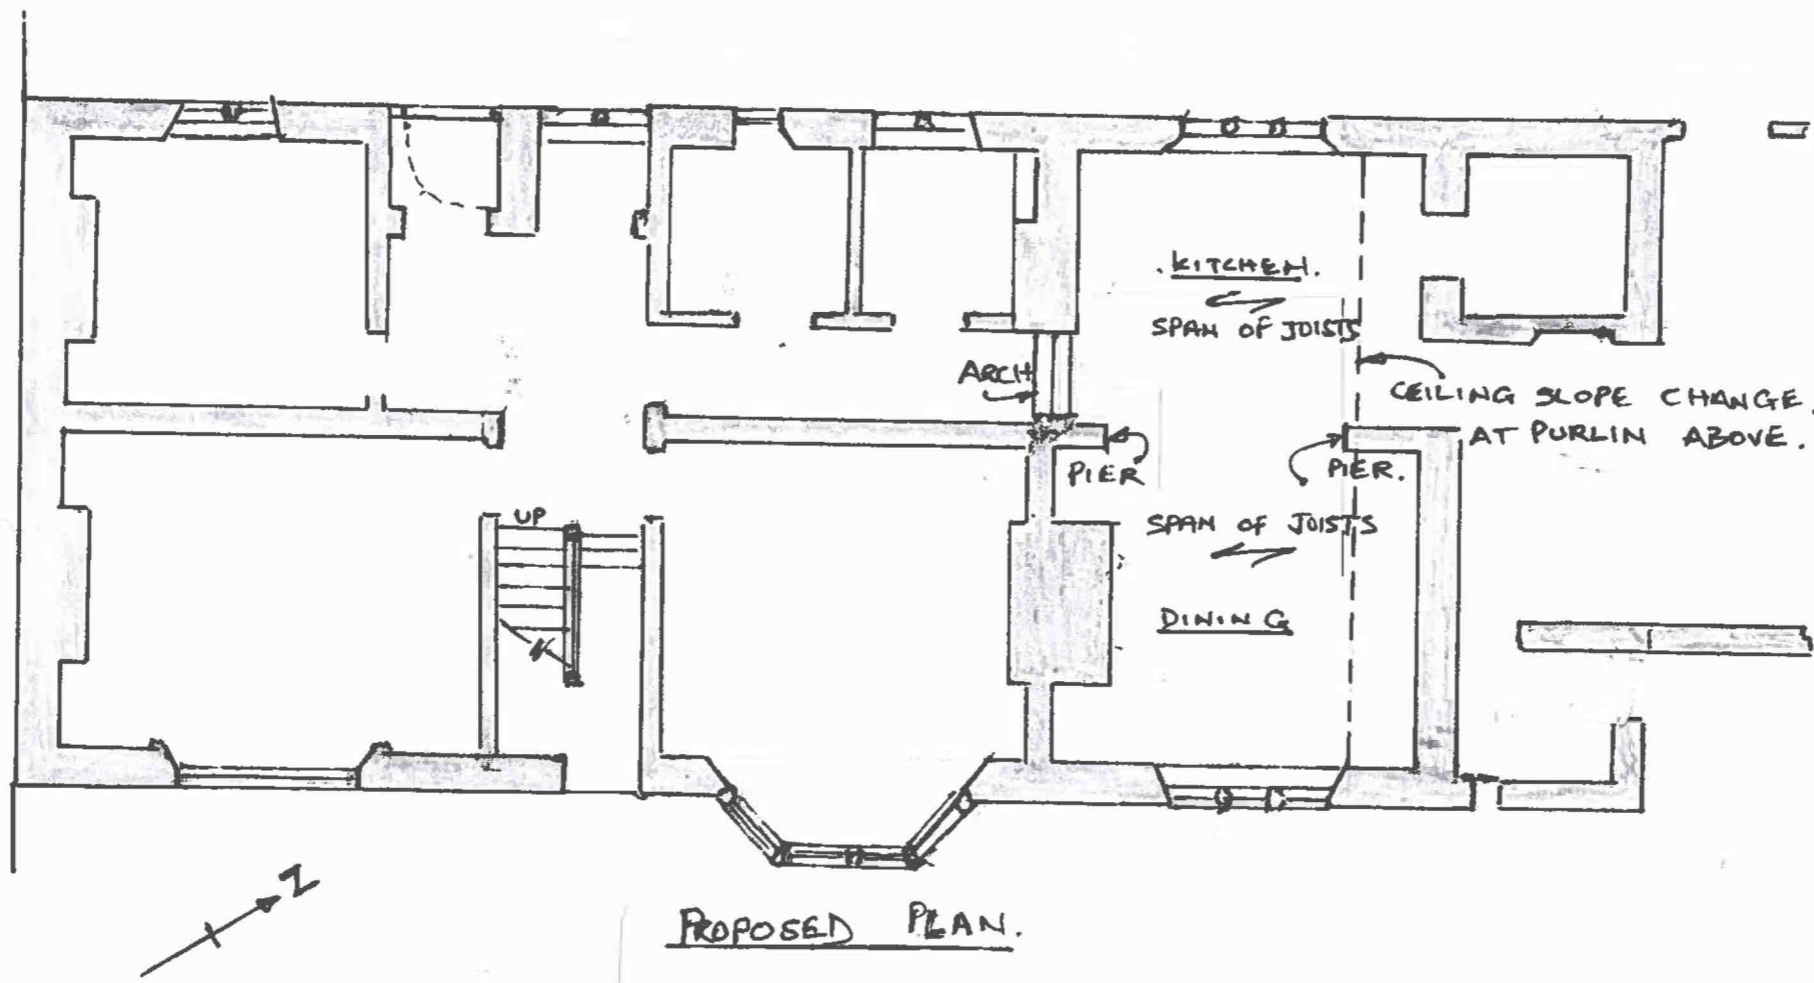 .KITCHEN.
SPAN OF JOISTS
ARCH
CEILING SLOPE CHANGE.
AT PURLIN ABOVE.
PIER
PIER.
UP
SPAN OF JOISTS
DINING
N
PROPOSED PLAN.